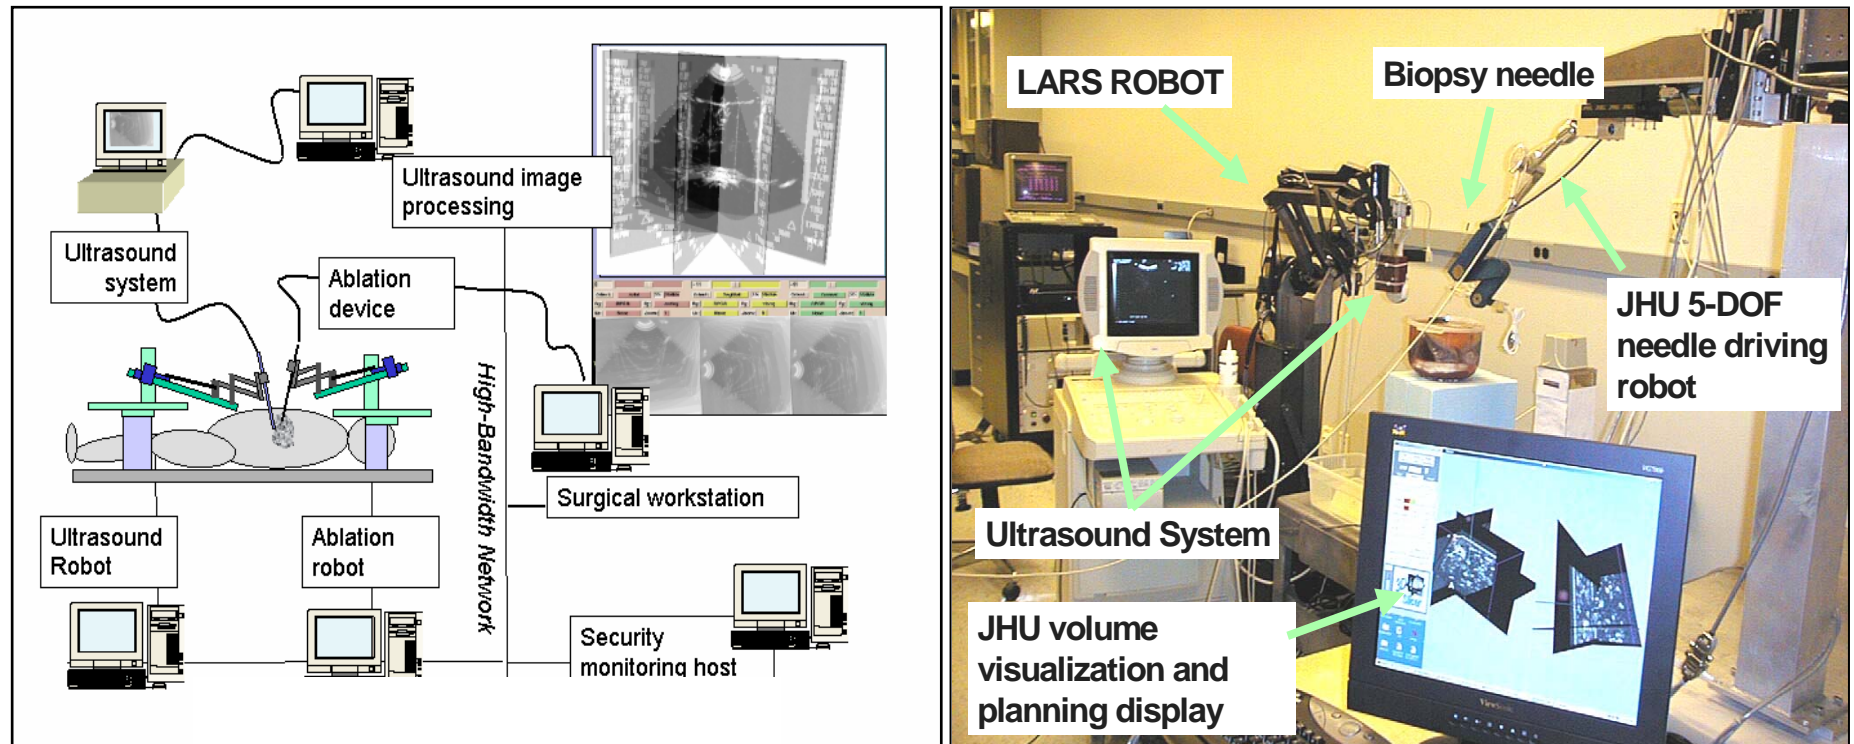 Ultrasound image
processing
Ultrasound
system
Ablation
device
High-Bandwidth Network
Surgical workstation
Ultrasound
Robot
Ablation
robot
Security
monitoring host
LARS ROBOT
Biopsy needle
JHU 5-DOF
needle driving
robot
Ultrasound System
JHU volume
visualization and
planning display
ViewSonic